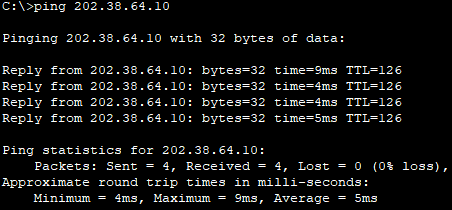 C:\>ping 202.38.64.10
Pinging 202.38.64.10 with 32 bytes of data:
Reply from 202.38.64.10: bytes=32 time=9ms TTL=126
Reply from 202.38.64.10: bytes=32 time=4ms TTL=126
Reply from 202.38.64.10: bytes=32 time=4ms TTL=126
Reply from 202.38.64.10: bytes=32 time=5ms TTL=126
Ping statistics for 202.38.64.10:
Packets: Sent = 4, Received = 4, Lost = 0 (0% loss),
Approximate round trip times in milli-seconds:
Minimum = 4ms, Maximum = 9ms, Average = 5ms